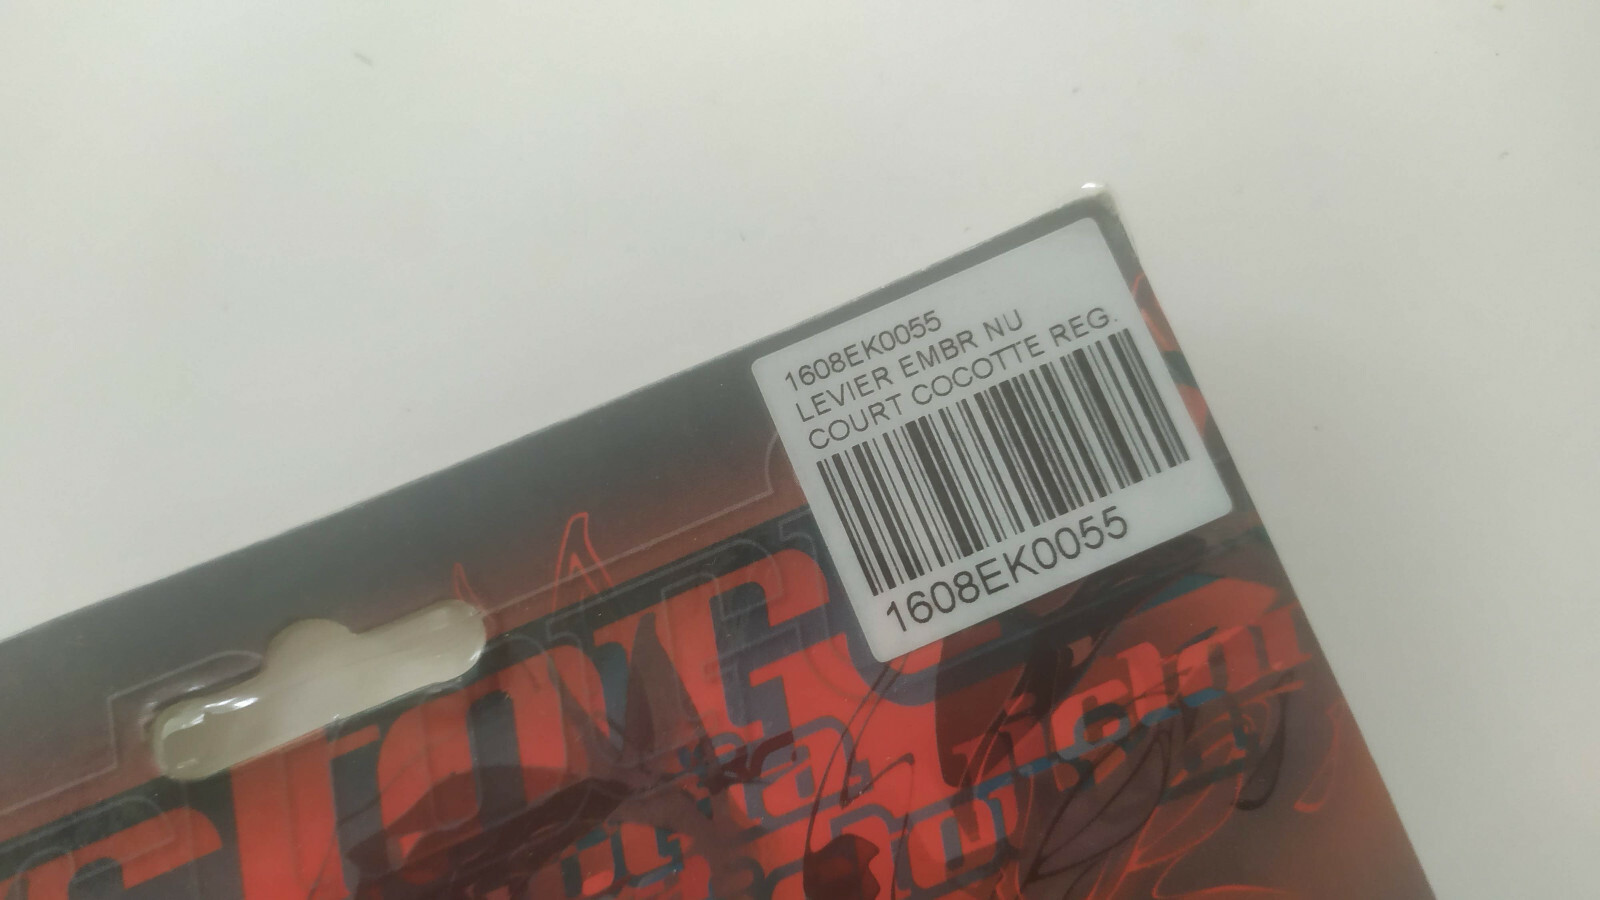 1608EK0055
LEVIER EMBR NU
COURT COCOTTE REG.
1608EK0055